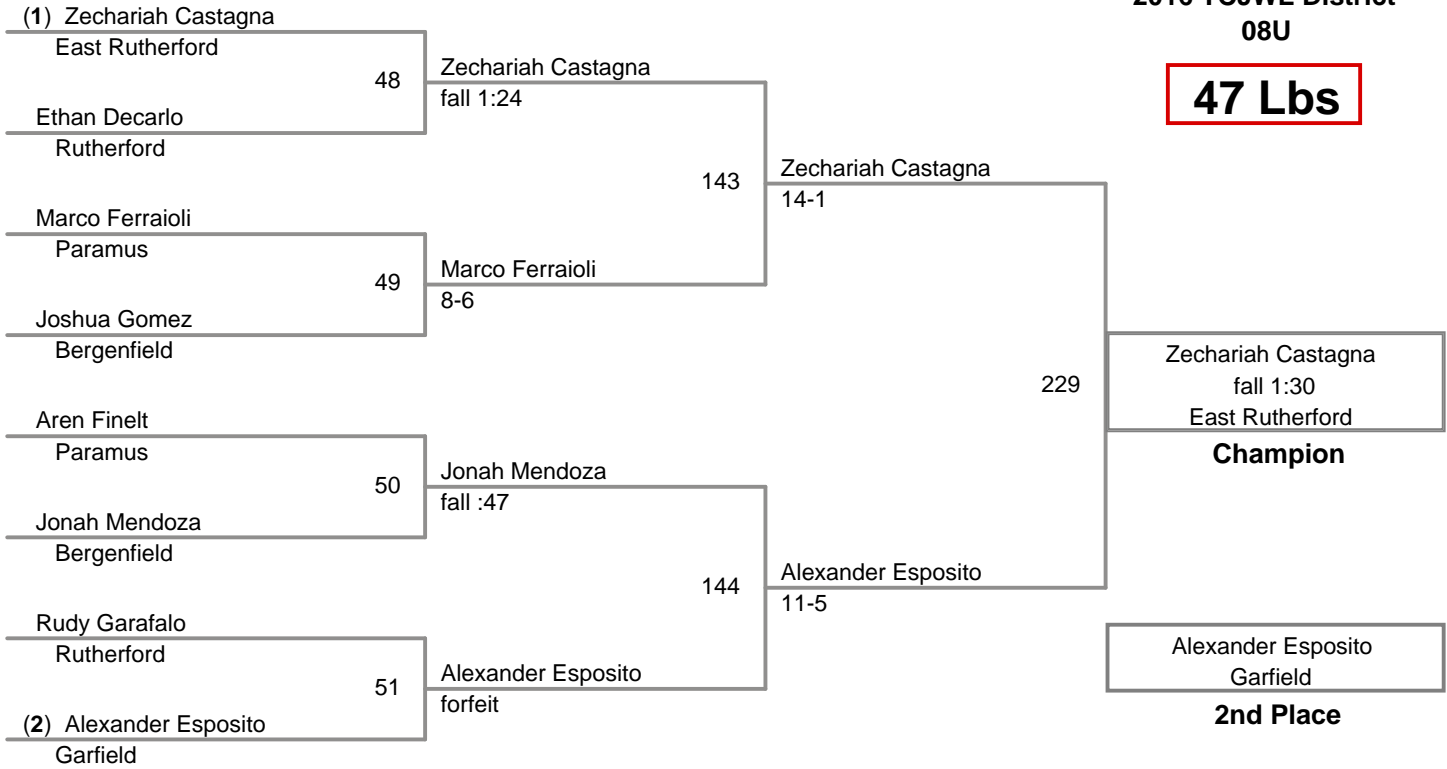 (1) Zechariah Castagna
East Rutherford
48
Ethan Decarlo
Rutherford
Marco Ferraioli
Paramus
49
Joshua Gomez
Bergenfield
Aren Finelt
Paramus
50
Jonah Mendoza
Bergenfield
Rudy Garafalo
Rutherford
51
(2) Alexander Esposito
Garfield
Zechariah Castagna
fall 1:24
143
Marco Ferraioli
8-6
Jonah Mendoza
fall :47
144
Alexander Esposito
forfeit
Zechariah Castagna
14-1
229
Alexander Esposito
11-5
2016 TCJWL District
08U
47 Lbs
Zechariah Castagna
fall 1:30
East Rutherford
Champion
Alexander Esposito
Garfield
2nd Place